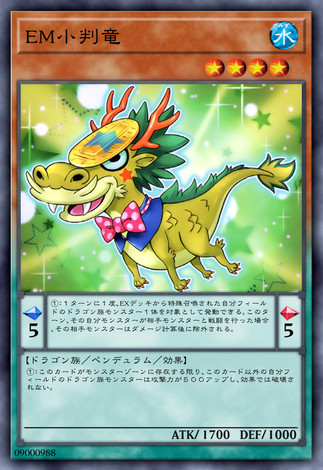 EM小判竜
水
①:1ターンに1度、EXデッキから特殊召喚された自分フィール
ドのドラゴン族モンスター1体を対象として発動できる。このター
ン、その自分モンスターが相手モンスターと戦闘を行った場合、
その相手モンスターはダメージ計算後に除外される。
5
5
【ドラゴン族/ペンデュラム/効果】
①:このカードがモンスターゾーンに存在する限り、このカード以外の自分フ
ィールドのドラゴン族モンスターは攻撃力が500アップし、効果では破壊さ
れない。
ATK/1700 DEF/1000
09000988